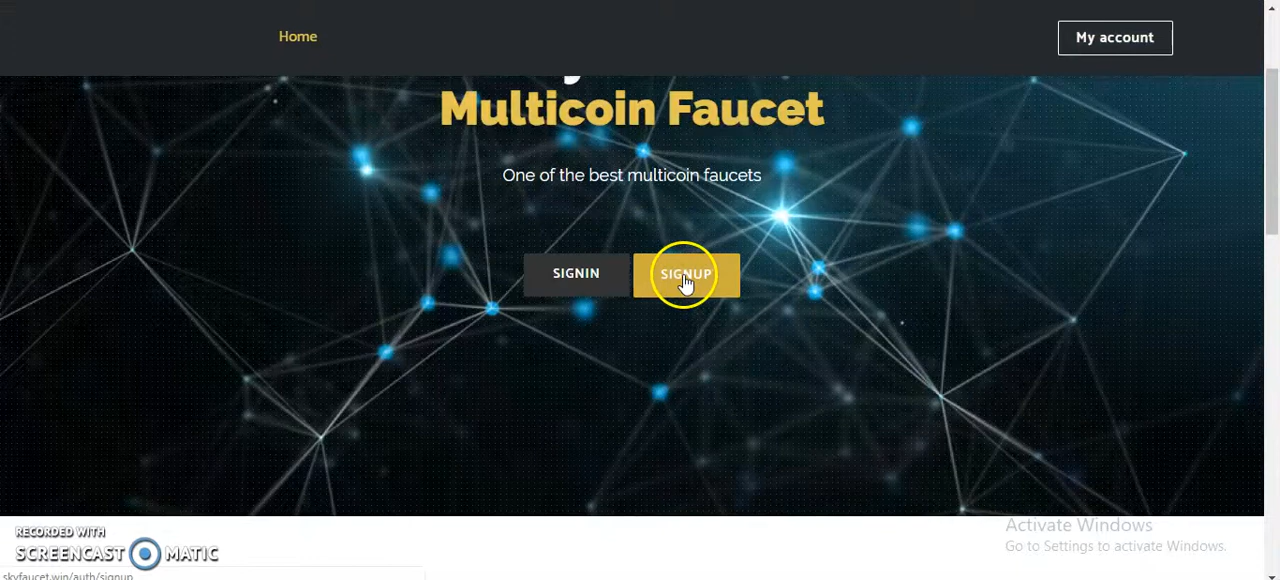 Home
My account
Multicoin Faucet
One of the best multicoin faucets
SIGNIN
SIGNUP
Activate Windows
Go to Settings to activate Windows.
RECORDED WITH
SCREENCAST MATIC
skyfaucet.win/auth/signup